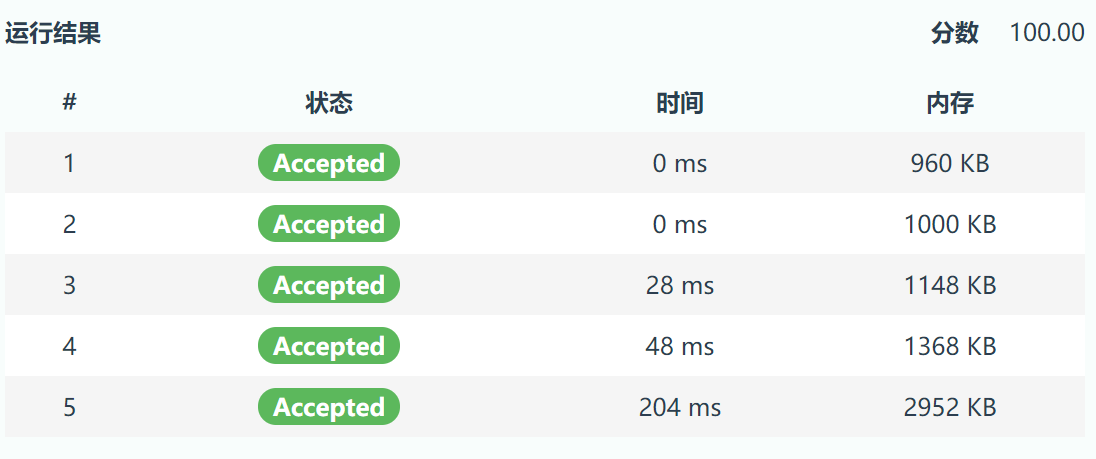 运行结果 分数 100.00
# 状态 时间 内存
1 Accepted 0 ms 960 KB
2 Accepted 0 ms 1000 KB
3 Accepted 28 ms 1148 KB
4 Accepted 48 ms 1368 KB
5 Accepted 204 ms 2952 KB